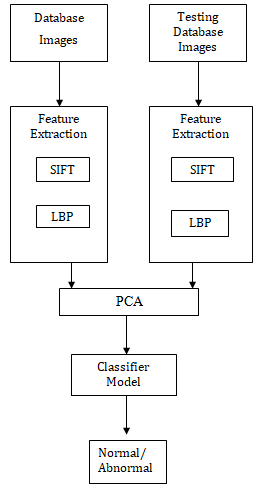 Database
Images
Testing
Database
Images
Feature
Extraction
SIFT
LBP
Feature
Extraction
SIFT
LBP
PCA
Classifier
Model
Normal/
Abnormal